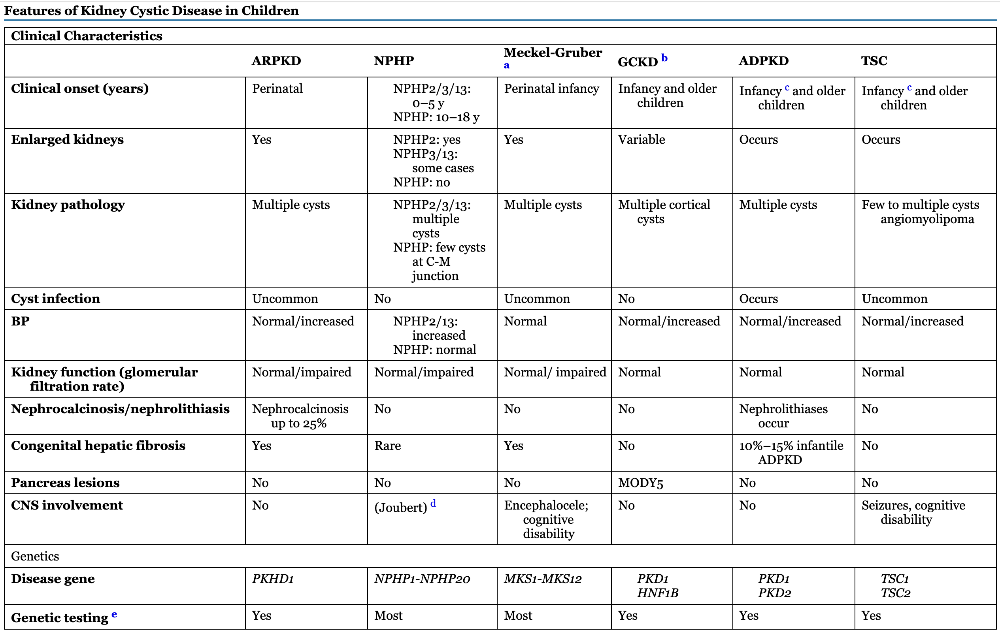 Features of Kidney Cystic Disease in Children
Clinical Characteristics
ARPKD NPHP Meckel-Gruber a GCKD b ADPKD TSC
Clinical onset (years) Perinatal NPHP2/3/13: 0–5 y NPHP: 10–18 y Perinatal infancy Infancy and older children Infancy c and older children Infancy c and older children
Enlarged kidneys Yes NPHP2: yes NPHP3/13: some cases NPHP: no Yes Variable Occurs Occurs
Kidney pathology Multiple cysts NPHP2/3/13: multiple cysts NPHP: few cysts at C-M junction Multiple cysts Multiple cortical cysts Multiple cysts Few to multiple cysts angiomyolipoma
Cyst infection Uncommon No Uncommon No Occurs Uncommon
BP Normal/increased NPHP2/13: increased NPHP: normal Normal Normal/increased Normal/increased Normal/increased
Kidney function (glomerular filtration rate) Normal/impaired Normal/impaired Normal/ impaired Normal Normal Normal
Nephrocalcinosis/nephrolithiasis Nephrocalcinosis up to 25% No No No Nephrolithiases occur No
Congenital hepatic fibrosis Yes Rare Yes No 10%–15% infantile ADPKD No
Pancreas lesions No No No MODY5 No No
CNS involvement No (Joubert) d Encephalocele; cognitive disability No No Seizures, cognitive disability
Genetics
Disease gene PKHD1 NPHP1-NPHP20 MKS1-MKS12 PKD1 HNF1B PKD1 PKD2 TSC1 TSC2
Genetic testing e Yes Most Most Yes Yes Yes